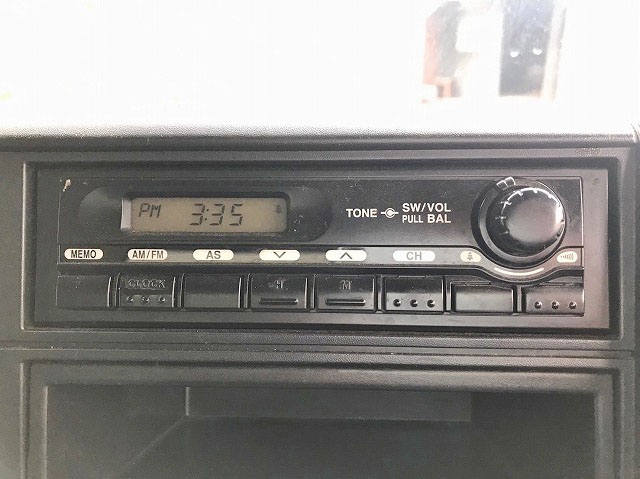 PM 3:35
TONE SW/VOL
PULL BAL
MEMO AM/FM AS CH
CLOCK H M